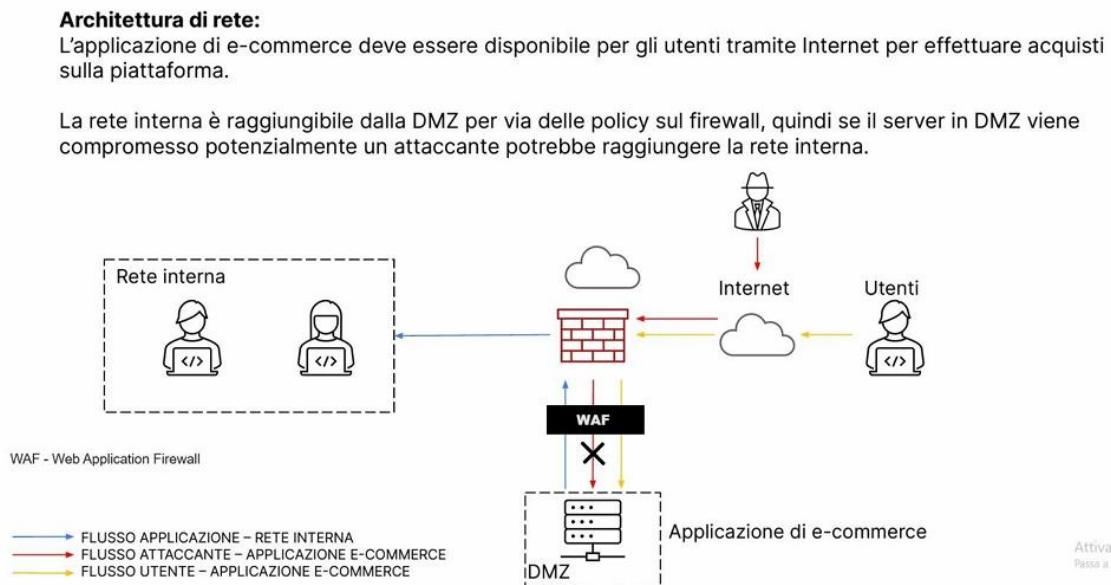 Architettura di rete:
L'applicazione di e-commerce deve essere disponibile per gli utenti tramite Internet per effettuare acquisti
sulla piattaforma.
La rete interna è raggiungibile dalla DMZ per via delle policy sul firewall, quindi se il server in DMZ viene
compromesso potenzialmente un attaccante potrebbe raggiungere la rete interna.
Rete interna
Internet
Utenti
</>
</>
</>
WAF
WAF - Web Application Firewall
Applicazione di e-commerce
FLUSSO APPLICAZIONE – RETE INTERNA
FLUSSO ATTACCANTE – APPLICAZIONE E-COMMERCE
FLUSSO UTENTE – APPLICAZIONE E-COMMERCE
DMZ
Attiva
Passa a